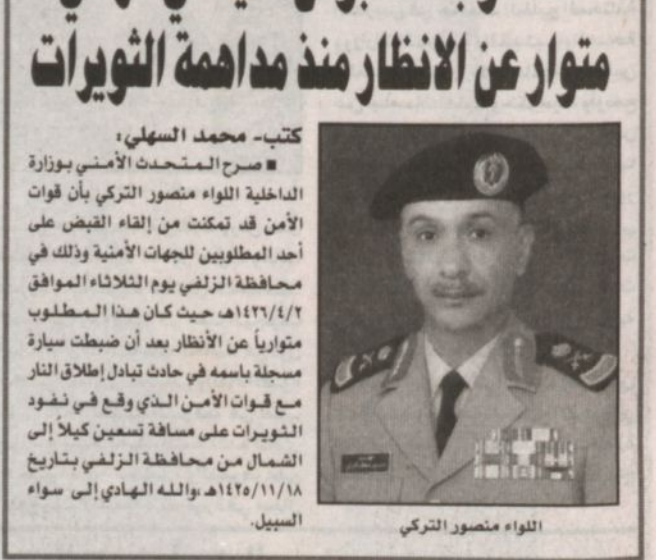 متوار عن الانظار منذ مداهمة الثويرات
كتب- محمد السهلي:
■ صرح المتحدث الأمني بوزارة
الداخلية اللواء منصور التركي بأن قوات
الأمن قد تمكنت من إلقاء القبض على
أحد المطلوبين للجهات الأمنية وذلك في
محافظة الزلفي يوم الثلاثاء الموافق
١٤٢٦/٤/٢هـ، حيث كان هذا المطلوب
متوارياً عن الأنظار بعد أن ضبطت سيارة
مسجلة باسمه في حادث تبادل إطلاق النار
مع قوات الأمن الذي وقع في نفود
الثويرات على مسافة تسعين كيلاً إلى
الشمال من محافظة الزلفي بتاريخ
١٤٢٥/١١/١٨هـ ،والله الهادي إلى سواء
السبيل.
اللواء منصور التركي